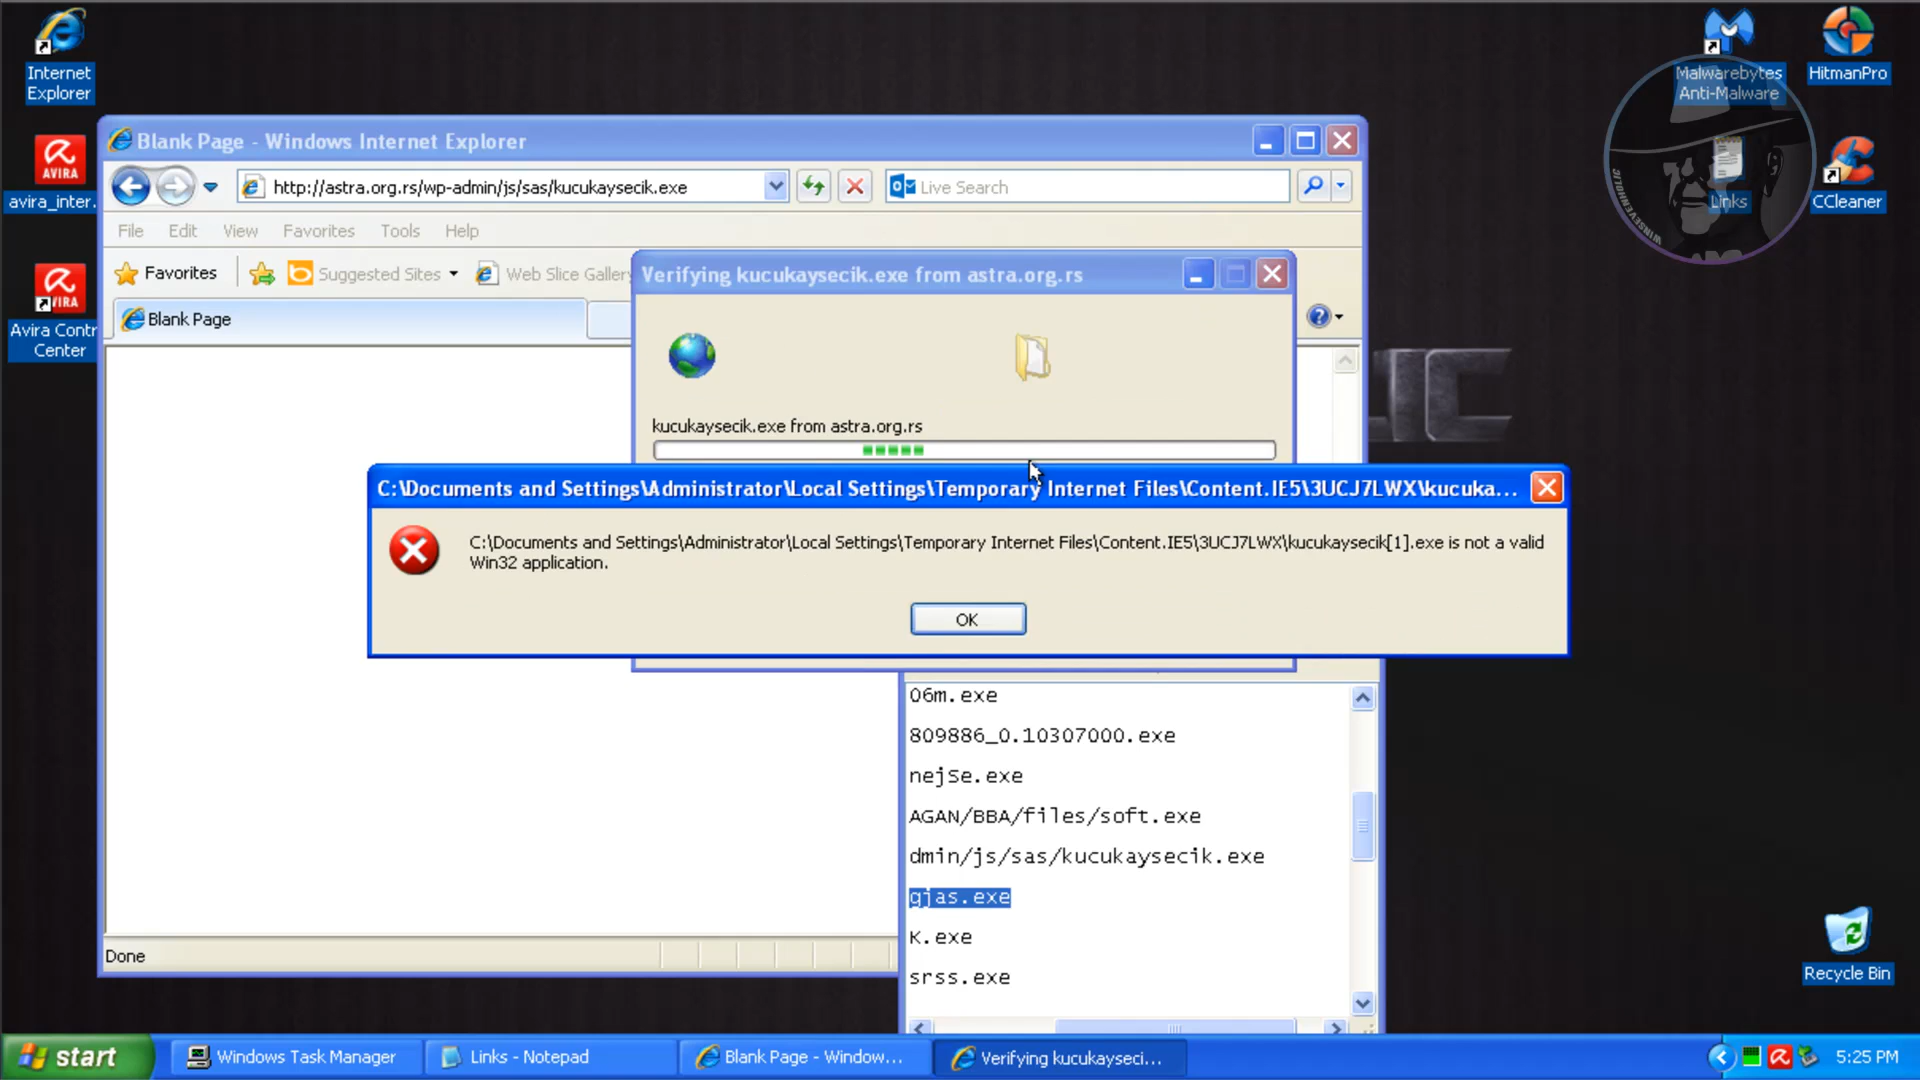 Internet
Explorer
AVIRA
avira_inter.
Avira Contr
Center
Malwarebytes
Anti-Malware
HitmanPro
Links
CCleaner
WINSEVENHOLIC
Blank Page - Windows Internet Explorer
http://astra.org.rs/wp-admin/js/sas/kucukaysecik.exe
Live Search
File Edit View Favorites Tools Help
Favorites Suggested Sites Web Slice Gallery
Blank Page
Verifying kucukaysecik.exe from astra.org.rs
kucukaysecik.exe from astra.org.rs
C:\Documents and Settings\Administrator\Local Settings\Temporary Internet Files\Content.IE5\3UCJ7LWX\kucuka...
C:\Documents and Settings\Administrator\Local Settings\Temporary Internet Files\Content.IE5\3UCJ7LWX\kucukaysecik[1].exe is not a valid
Win32 application.
OK
06m.exe
809886_0.10307000.exe
nejSe.exe
AGAN/BBA/files/soft.exe
dmin/js/sas/kucukaysecik.exe
gjas.exe
K.exe
srss.exe
Done
Recycle Bin
start
Windows Task Manager
Links - Notepad
Blank Page - Window...
Verifying kucukayseci...
5:25 PM